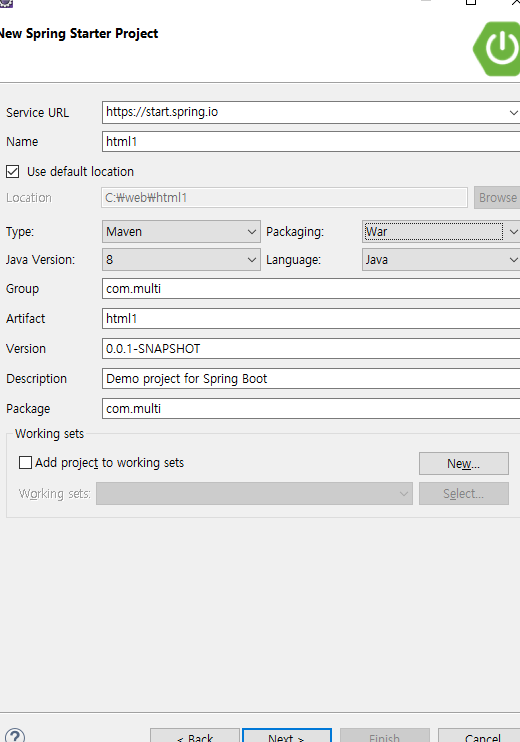 New Spring Starter Project
Service URL https://start.spring.io
Name html1
Use default location
Location C:₩web₩html1 Browse
Type: Maven Packaging: War
Java Version: 8 Language: Java
Group com.multi
Artifact html1
Version 0.0.1-SNAPSHOT
Description Demo project for Spring Boot
Package com.multi
Working sets
Add project to working sets New...
Working sets: Select...
? < Back Next > Finish Cancel